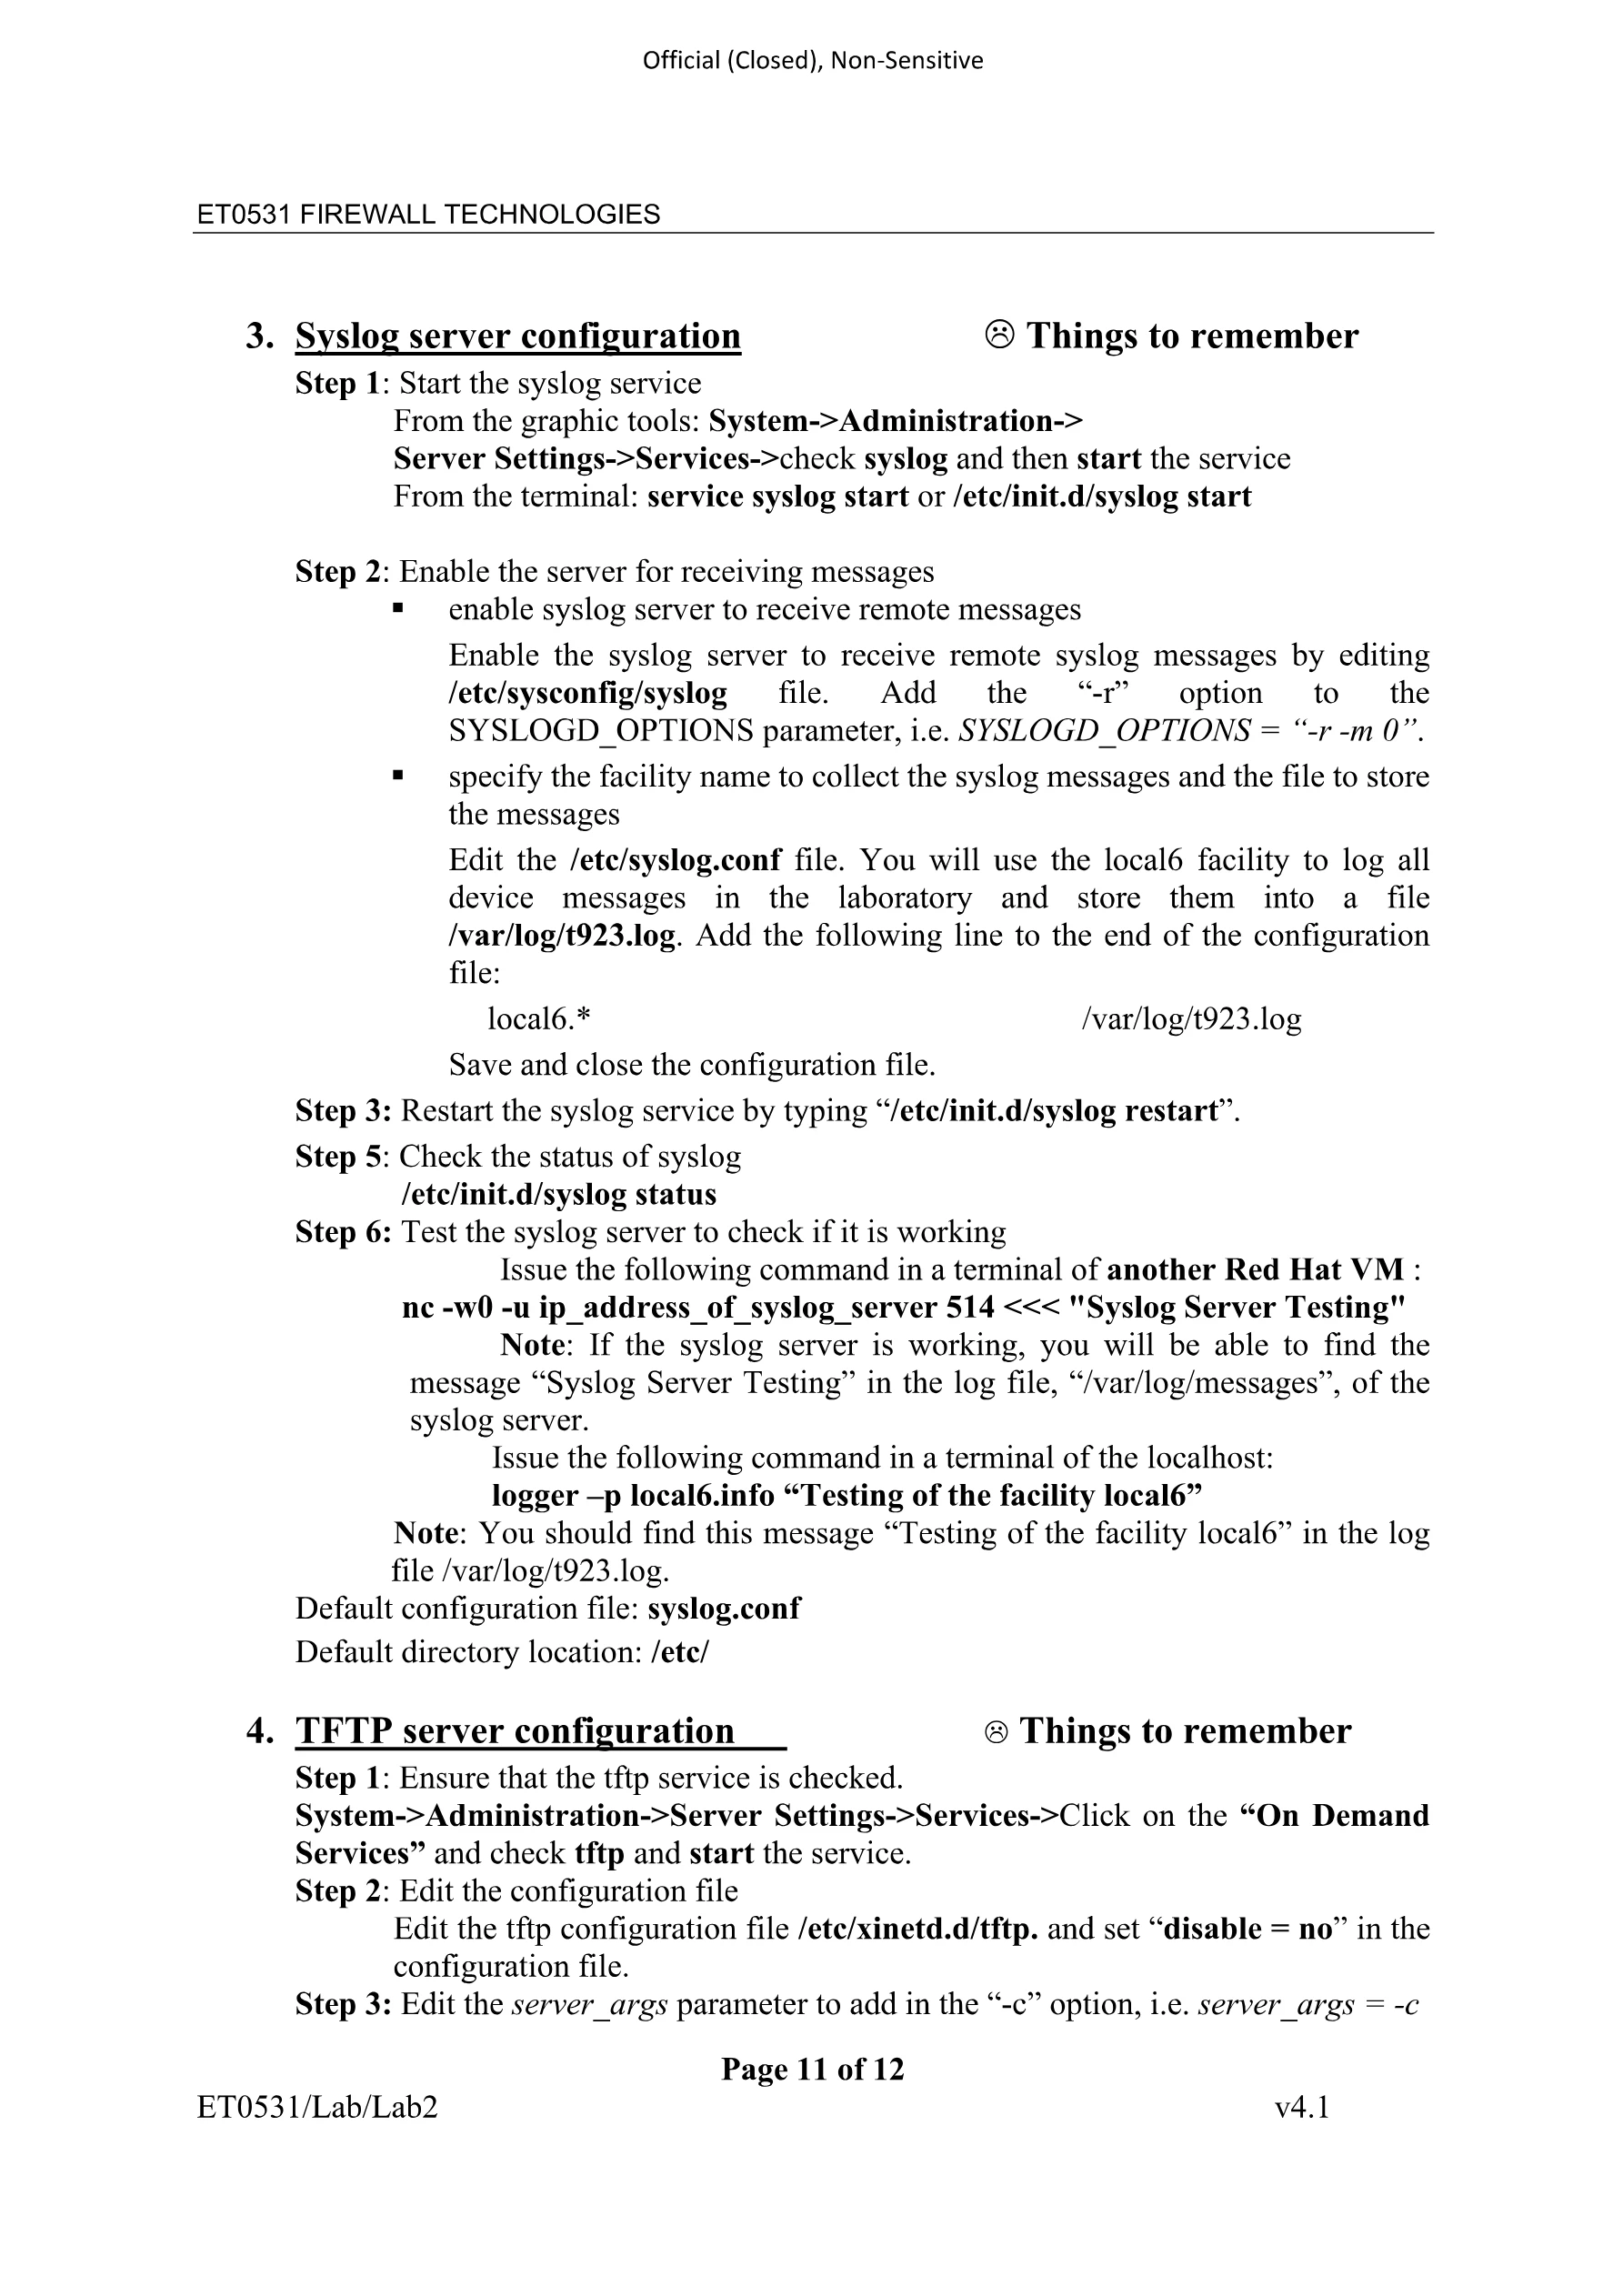 Official (Closed), Non-Sensitive
ET0531 FIREWALL TECHNOLOGIES
3. Syslog server configuration ☹ Things to remember
Step 1: Start the syslog service
From the graphic tools: System->Administration->
Server Settings->Services->check syslog and then start the service
From the terminal: service syslog start or /etc/init.d/syslog start
Step 2: Enable the server for receiving messages
▪ enable syslog server to receive remote messages
Enable the syslog server to receive remote syslog messages by editing
/etc/sysconfig/syslog file. Add the “-r” option to the
SYSLOGD_OPTIONS parameter, i.e. SYSLOGD_OPTIONS = “-r -m 0”.
▪ specify the facility name to collect the syslog messages and the file to store
the messages
Edit the /etc/syslog.conf file. You will use the local6 facility to log all
device messages in the laboratory and store them into a file
/var/log/t923.log. Add the following line to the end of the configuration
file:
local6.* /var/log/t923.log
Save and close the configuration file.
Step 3: Restart the syslog service by typing “/etc/init.d/syslog restart”.
Step 5: Check the status of syslog
/etc/init.d/syslog status
Step 6: Test the syslog server to check if it is working
Issue the following command in a terminal of another Red Hat VM :
nc -w0 -u ip_address_of_syslog_server 514 <<< "Syslog Server Testing"
Note: If the syslog server is working, you will be able to find the
message “Syslog Server Testing” in the log file, “/var/log/messages”, of the
syslog server.
Issue the following command in a terminal of the localhost:
logger –p local6.info “Testing of the facility local6”
Note: You should find this message “Testing of the facility local6” in the log
file /var/log/t923.log.
Default configuration file: syslog.conf
Default directory location: /etc/
4. TFTP server configuration ☹ Things to remember
Step 1: Ensure that the tftp service is checked.
System->Administration->Server Settings->Services->Click on the “On Demand
Services” and check tftp and start the service.
Step 2: Edit the configuration file
Edit the tftp configuration file /etc/xinetd.d/tftp. and set “disable = no” in the
configuration file.
Step 3: Edit the server_args parameter to add in the “-c” option, i.e. server_args = -c
Page 11 of 12
ET0531/Lab/Lab2 v4.1